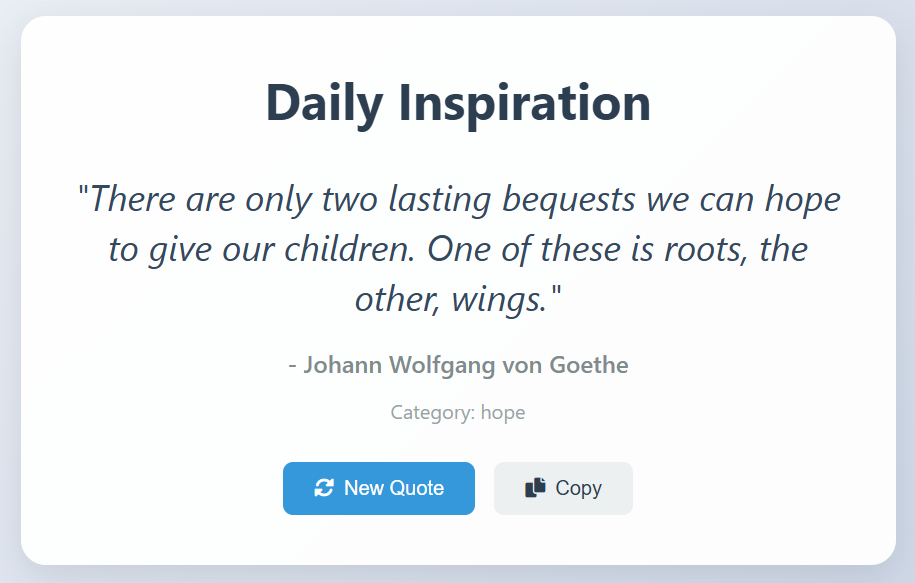 Daily Inspiration
"There are only two lasting bequests we can hope
to give our children. One of these is roots, the
other, wings."
- Johann Wolfgang von Goethe
Category: hope
New Quote
Copy